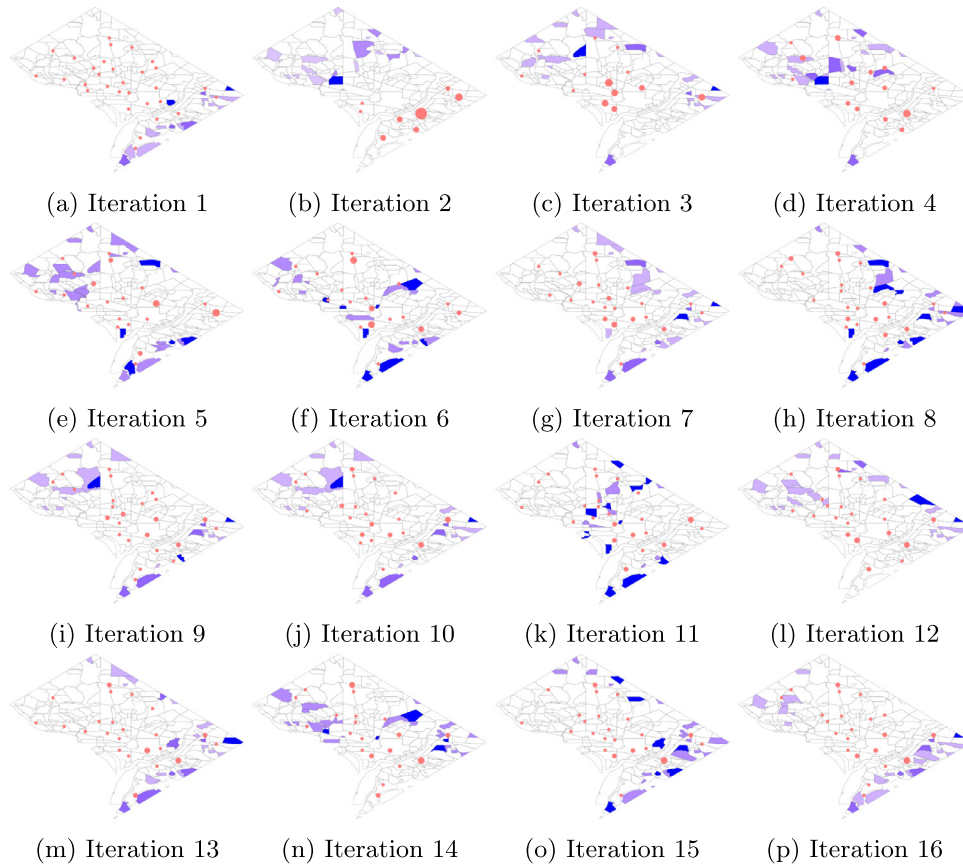 (a) Iteration 1
(b) Iteration 2
(c) Iteration 3
(d) Iteration 4
(e) Iteration 5
(f) Iteration 6
(g) Iteration 7
(h) Iteration 8
(i) Iteration 9
(j) Iteration 10
(k) Iteration 11
(l) Iteration 12
(m) Iteration 13
(n) Iteration 14
(o) Iteration 15
(p) Iteration 16